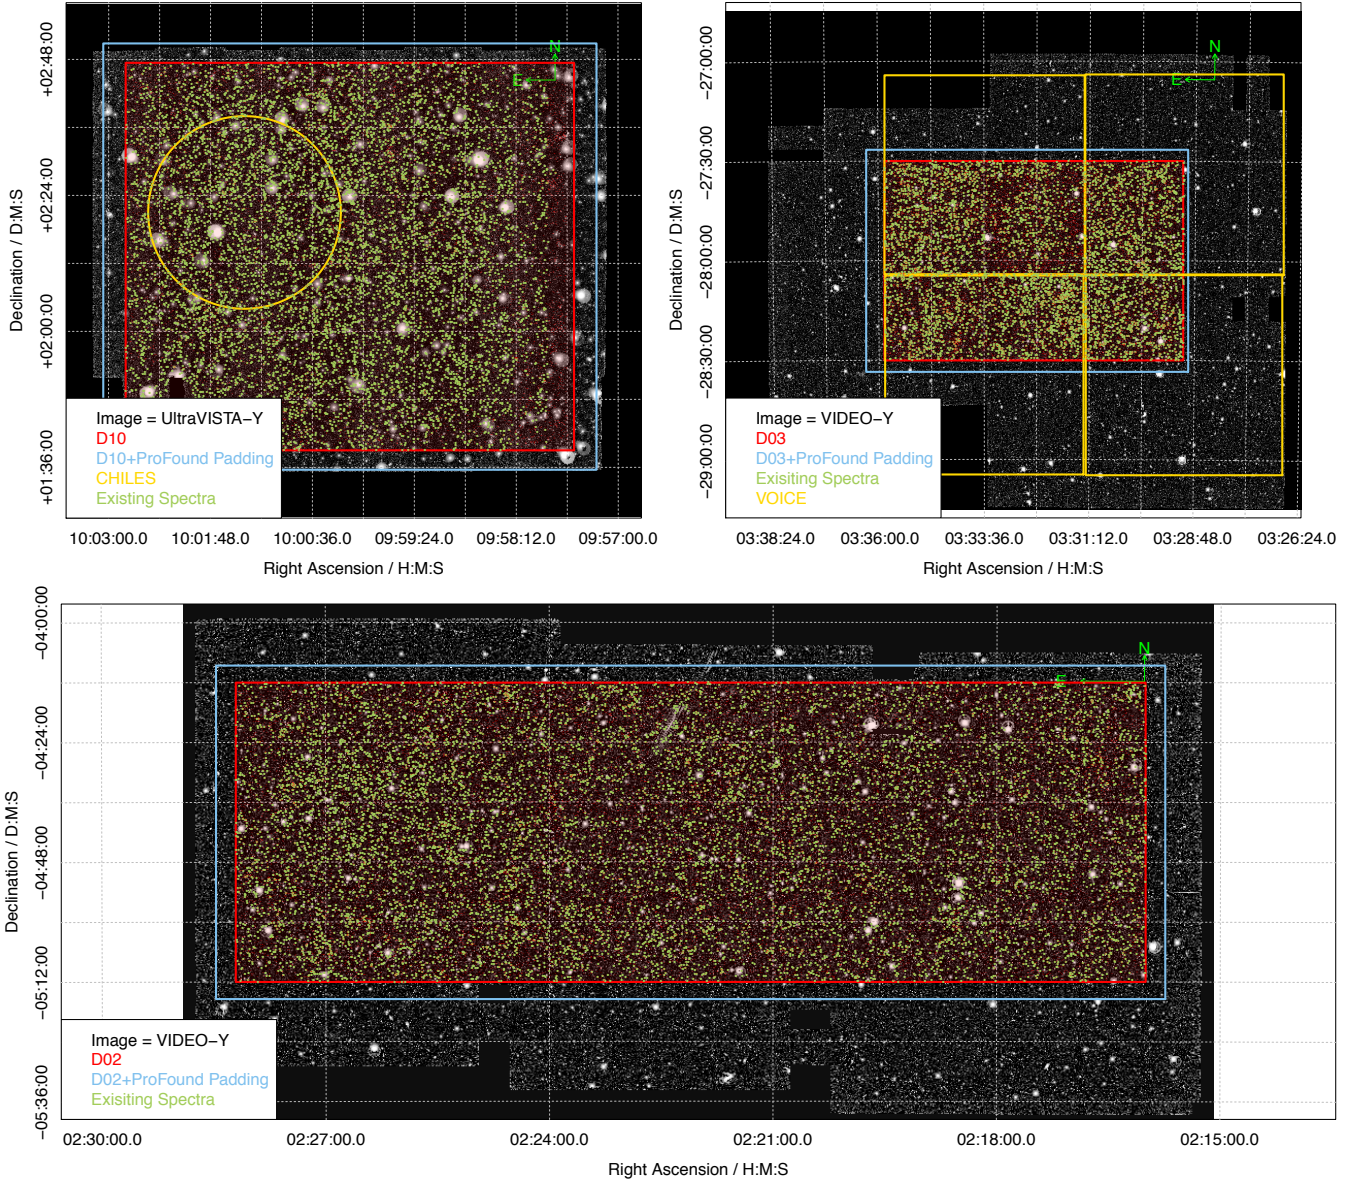 +02:48:00
+02:24:00
+02:00:00
+01:36:00
Declination / D:M:S
N
E
Image = UltraVISTA−Y
D10
D10+ProFound Padding
CHILES
Existing Spectra
10:03:00.0 10:01:48.0 10:00:36.0 09:59:24.0 09:58:12.0 09:57:00.0
Right Ascension / H:M:S
−27:00:00
−27:30:00
−28:00:00
−28:30:00
−29:00:00
Declination / D:M:S
N
E
Image = VIDEO−Y
D03
D03+ProFound Padding
Exisiting Spectra
VOICE
03:38:24.0 03:36:00.0 03:33:36.0 03:31:12.0 03:28:48.0 03:26:24.0
Right Ascension / H:M:S
−04:00:00
−04:24:00
−04:48:00
−05:12:00
−05:36:00
Declination / D:M:S
N
E
Image = VIDEO−Y
D02
D02+ProFound Padding
Exisiting Spectra
02:30:00.0 02:27:00.0 02:24:00.0 02:21:00.0 02:18:00.0 02:15:00.0
Right Ascension / H:M:S